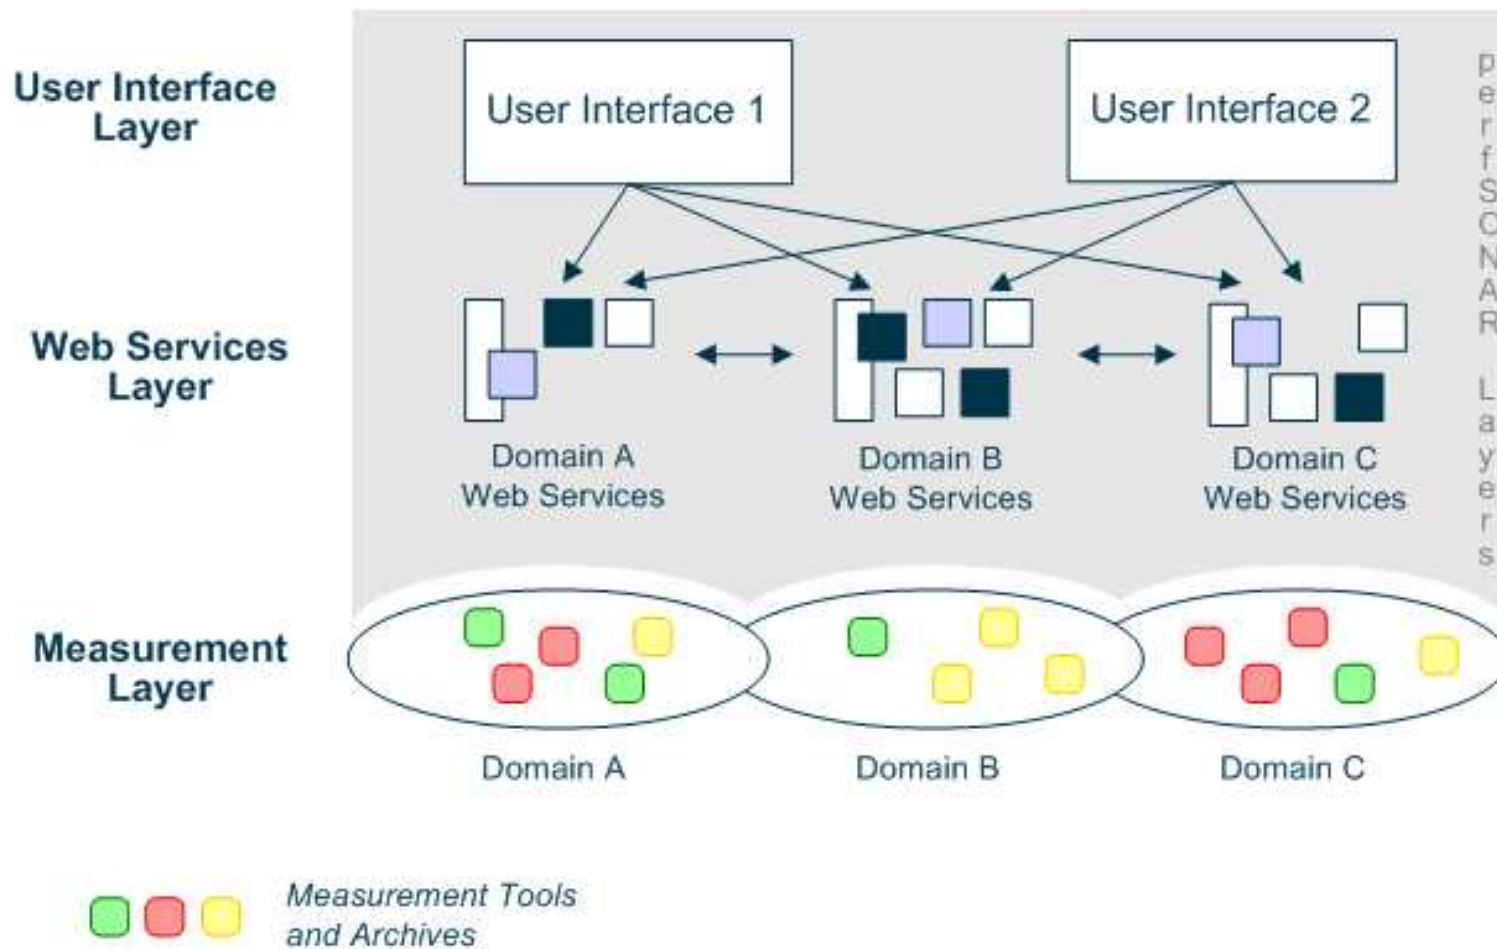 User Interface
Layer
User Interface 1
User Interface 2
perfSONAR Layers
Web Services
Layer
Domain A
Web Services
Domain B
Web Services
Domain C
Web Services
Measurement
Layer
Domain A
Domain B
Domain C
Measurement Tools
and Archives